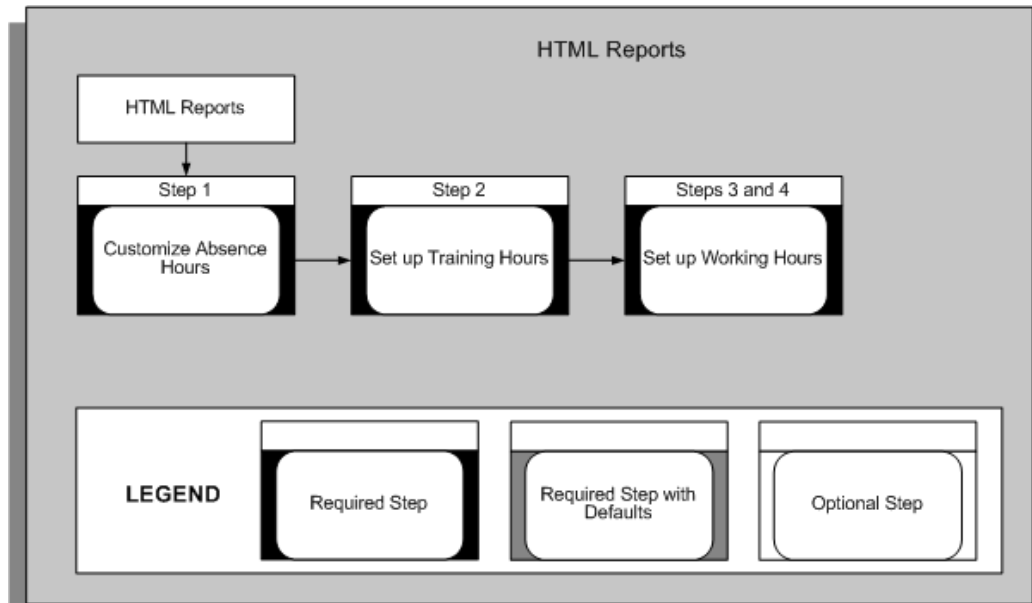 HTML Reports
HTML Reports
Step 1
Customize Absence
Hours
Step 2
Set up Training Hours
Steps 3 and 4
Set up Working Hours
LEGEND
Required Step
Required Step with
Defaults
Optional Step